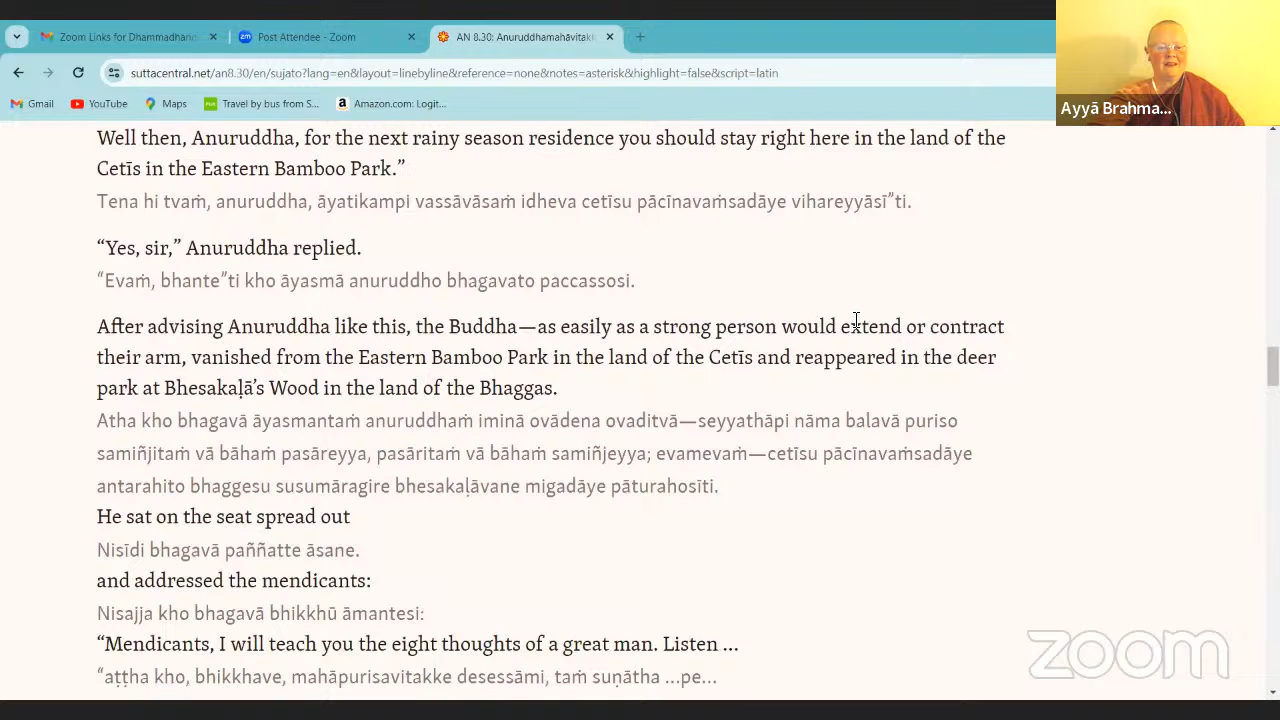 Zoom Links for Dhammadhan
Post Attendee - Zoom
AN 8.30: Anuruddhamahāvitakk
suttacentral.net/an8.30/en/sujato?lang=en&layout=linebyline&reference=none&notes=asterisk&highlight=false&script=latin
Gmail
YouTube
Maps
Travel by bus from S...
Amazon.com: Logit...
Ayyā Brahma...
Well then, Anuruddha, for the next rainy season residence you should stay right here in the land of the
Cetīs in the Eastern Bamboo Park.”
Tena hi tvaṁ, anuruddha, āyatikampi vassāvāsaṁ idheva cetīsu pācīnavaṁsadāye vihareyyāsī”ti.
“Yes, sir,” Anuruddha replied.
“Evaṁ, bhante”ti kho āyasmā anuruddho bhagavato paccassosi.
After advising Anuruddha like this, the Buddha—as easily as a strong person would extend or contract
their arm, vanished from the Eastern Bamboo Park in the land of the Cetīs and reappeared in the deer
park at Bhesakaḷā’s Wood in the land of the Bhaggas.
Atha kho bhagavā āyasmantaṁ anuruddhaṁ iminā ovādena ovaditvā—seyyathāpi nāma balavā puriso
samiñjitaṁ vā bāhaṁ pasāreyya, pasāritaṁ vā bāhaṁ samiñjeyya; evamevaṁ—cetīsu pācīnavaṁsadāye
antarahito bhaggesu susumāragire bhesakaḷāvane migadāye pāturahosīti.
He sat on the seat spread out
Nisīdi bhagavā paññatte āsane.
and addressed the mendicants:
Nisajja kho bhagavā bhikkhū āmantesi:
“Mendicants, I will teach you the eight thoughts of a great man. Listen …
“aṭṭha kho, bhikkhave, mahāpurisavitakke desessāmi, taṁ suṇātha …pe…
zoom